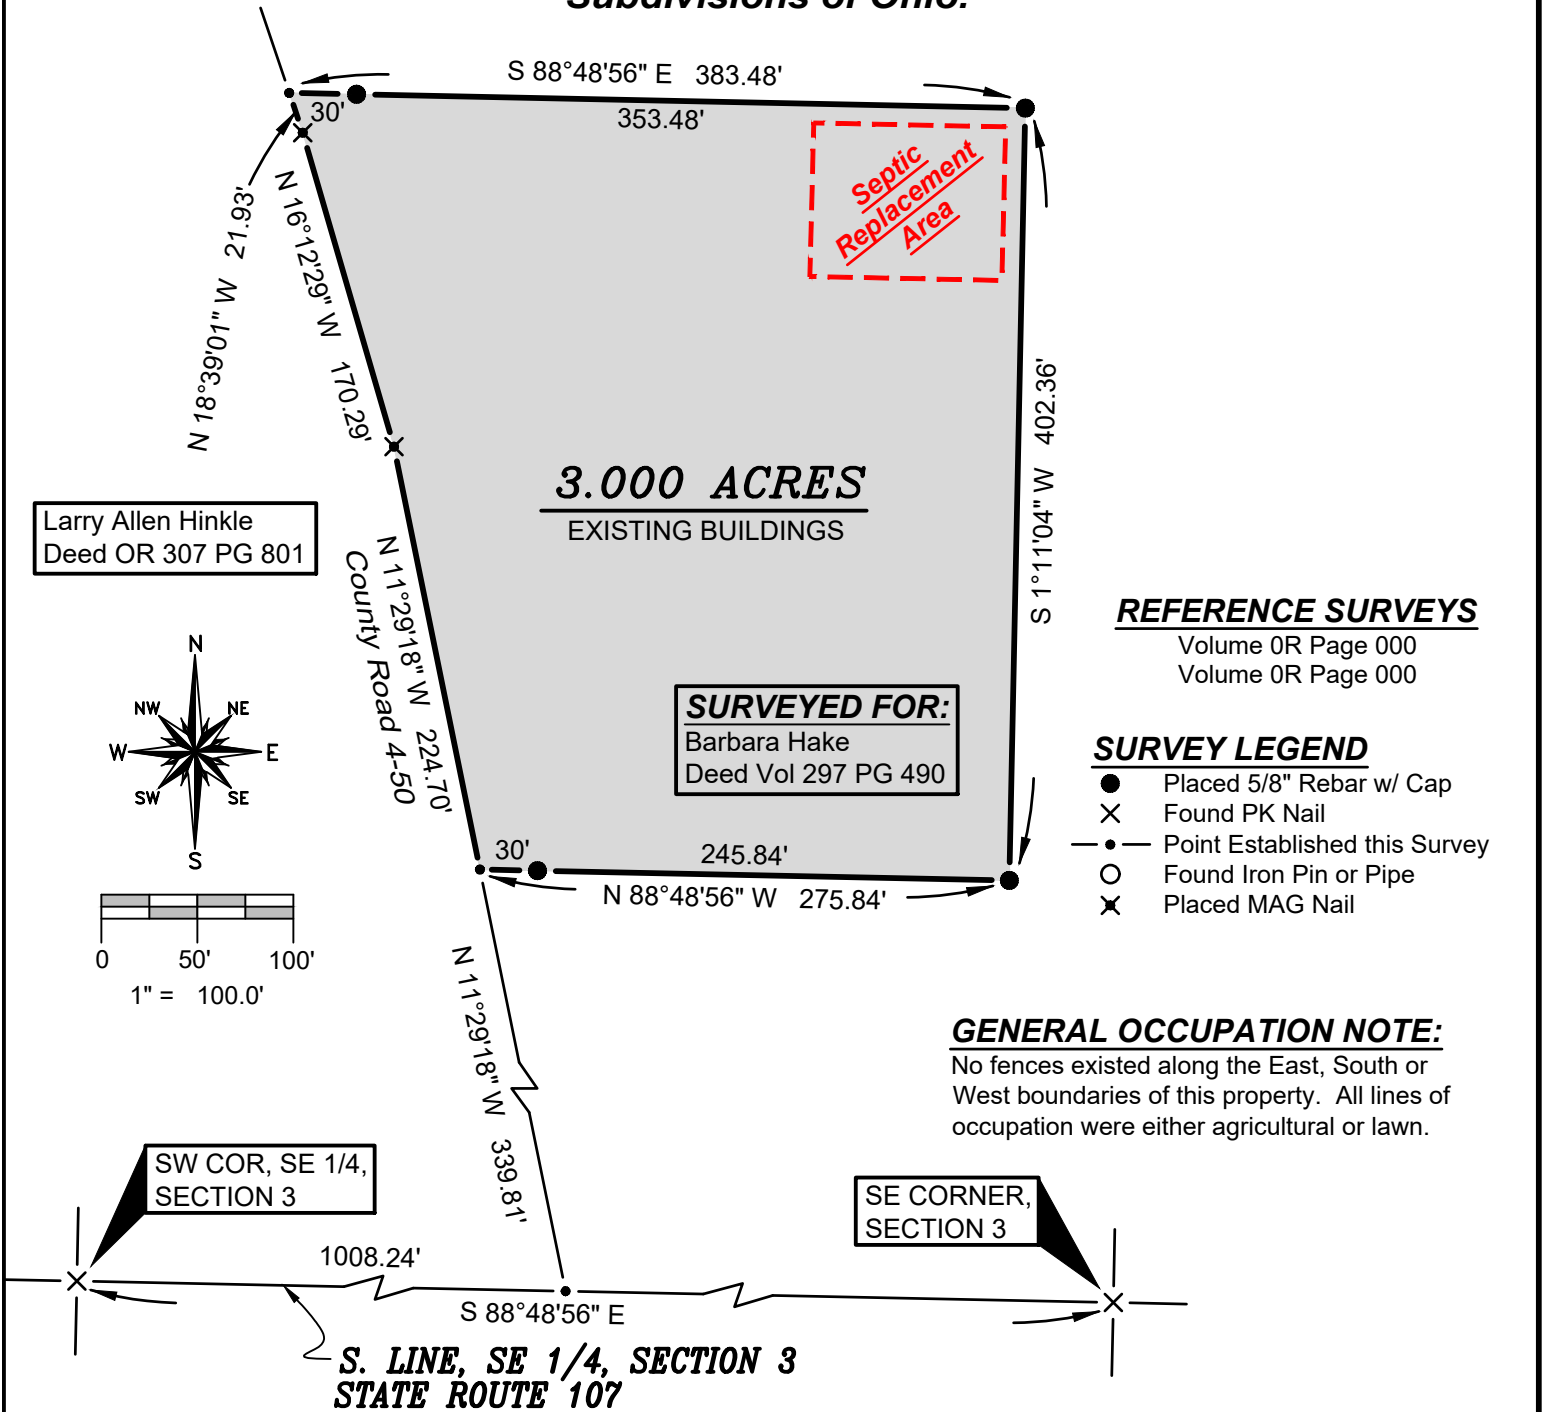 Subdivisions of Ohio.
S 88°48'56" E 383.48'
30'
353.48'
Septic
Replacement
Area
N 18°39'01" W 21.93'
N 16°12'29" W 170.29'
S 1°11'04" W 402.36'
3.000 ACRES
EXISTING BUILDINGS
Larry Allen Hinkle
Deed OR 307 PG 801
N 11°29'18" W 224.70'
County Road 4-50
REFERENCE SURVEYS
Volume 0R Page 000
Volume 0R Page 000
N
NW NE
W E
SW SE
S
SURVEYED FOR:
Barbara Hake
Deed Vol 297 PG 490
SURVEY LEGEND
Placed 5/8" Rebar w/ Cap
Found PK Nail
Point Established this Survey
Found Iron Pin or Pipe
Placed MAG Nail
30'
245.84'
N 88°48'56" W 275.84'
0 50' 100'
1" = 100.0'
N 11°29'18" W 339.81'
GENERAL OCCUPATION NOTE:
No fences existed along the East, South or
West boundaries of this property. All lines of
occupation were either agricultural or lawn.
SW COR, SE 1/4,
SECTION 3
SE CORNER,
SECTION 3
1008.24'
S 88°48'56" E
S. LINE, SE 1/4, SECTION 3
STATE ROUTE 107